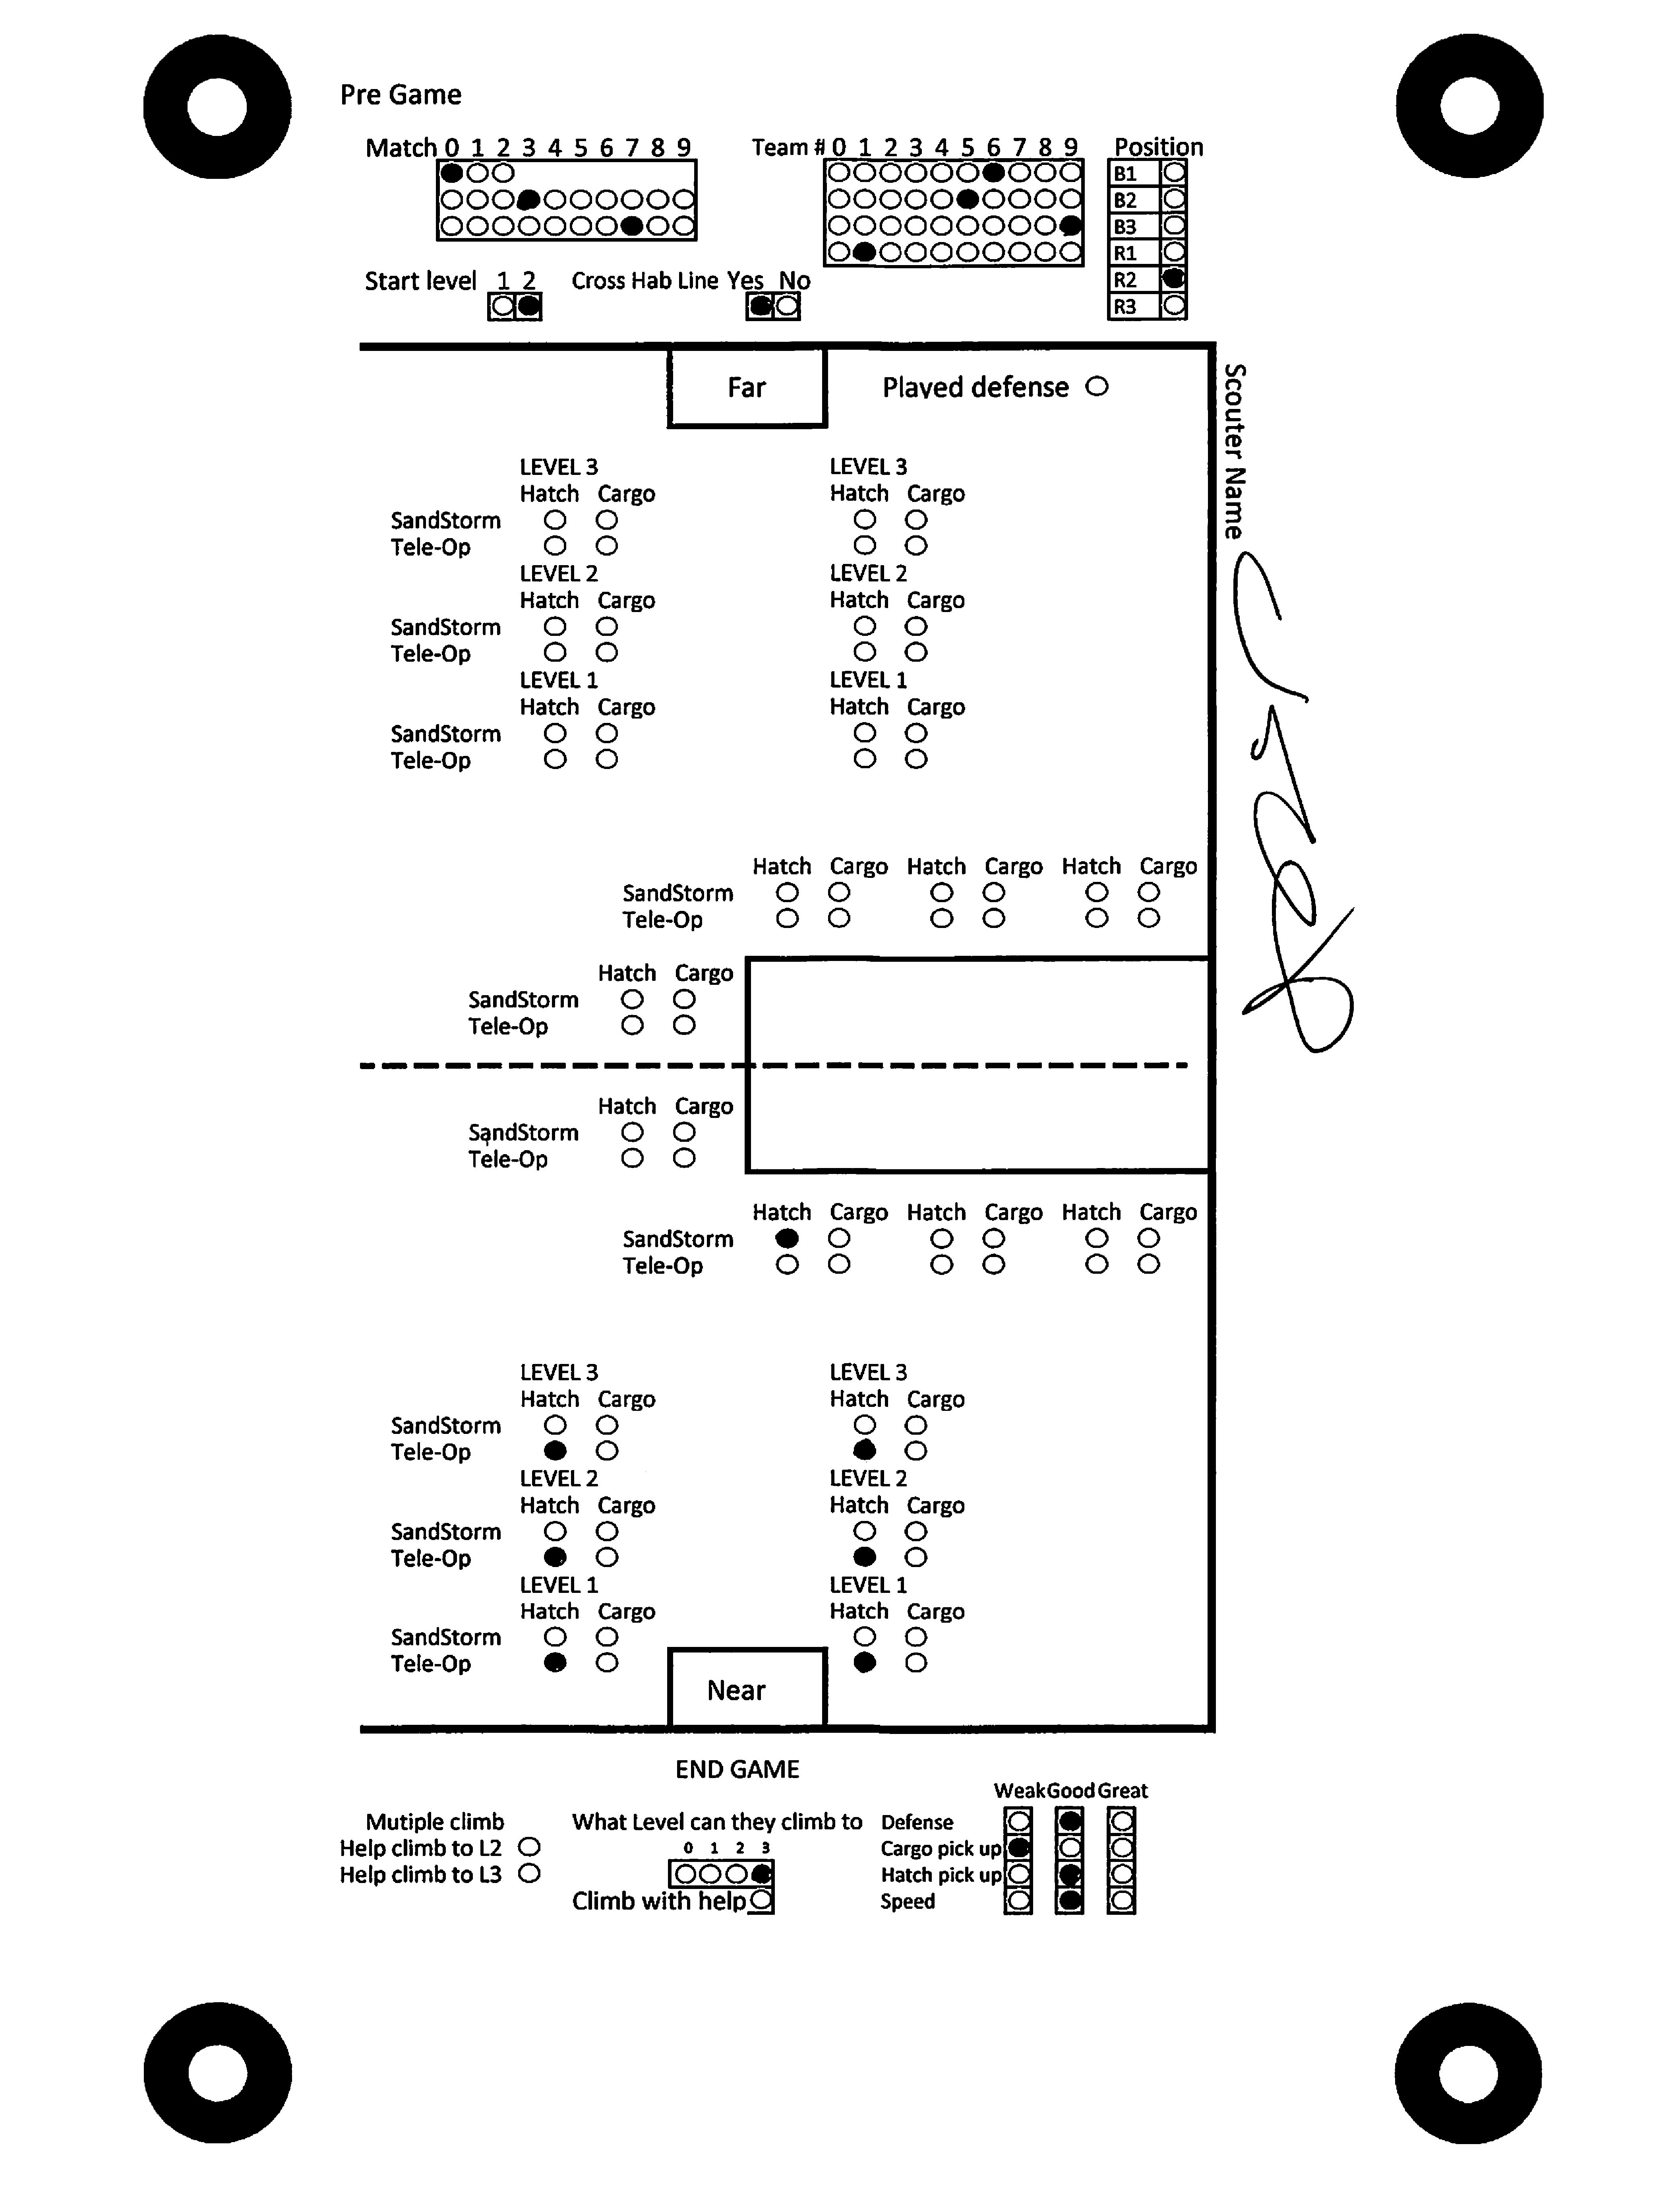 Pre Game
Match 0 1 2 3 4 5 6 7 8 9
Team # 0 1 2 3 4 5 6 7 8 9
Position
B1
B2
B3
R1
R2
R3
Start level 1 2
Cross Hab Line Yes No
Far
Played defense
Scouter Name
LEVEL 3 LEVEL 3
Hatch Cargo Hatch Cargo
SandStorm
Tele-Op
LEVEL 2 LEVEL 2
Hatch Cargo Hatch Cargo
SandStorm
Tele-Op
LEVEL 1 LEVEL 1
Hatch Cargo Hatch Cargo
SandStorm
Tele-Op
Hatch Cargo Hatch Cargo Hatch Cargo
SandStorm
Tele-Op
Hatch Cargo
SandStorm
Tele-Op
Hatch Cargo
SandStorm
Tele-Op
Hatch Cargo Hatch Cargo Hatch Cargo
SandStorm
Tele-Op
LEVEL 3 LEVEL 3
Hatch Cargo Hatch Cargo
SandStorm
Tele-Op
LEVEL 2 LEVEL 2
Hatch Cargo Hatch Cargo
SandStorm
Tele-Op
LEVEL 1 LEVEL 1
Hatch Cargo Hatch Cargo
SandStorm
Tele-Op
Near
END GAME
Mutiple climb
Help climb to L2
Help climb to L3
What Level can they climb to
0 1 2 3
Climb with help
Weak Good Great
Defense
Cargo pick up
Hatch pick up
Speed